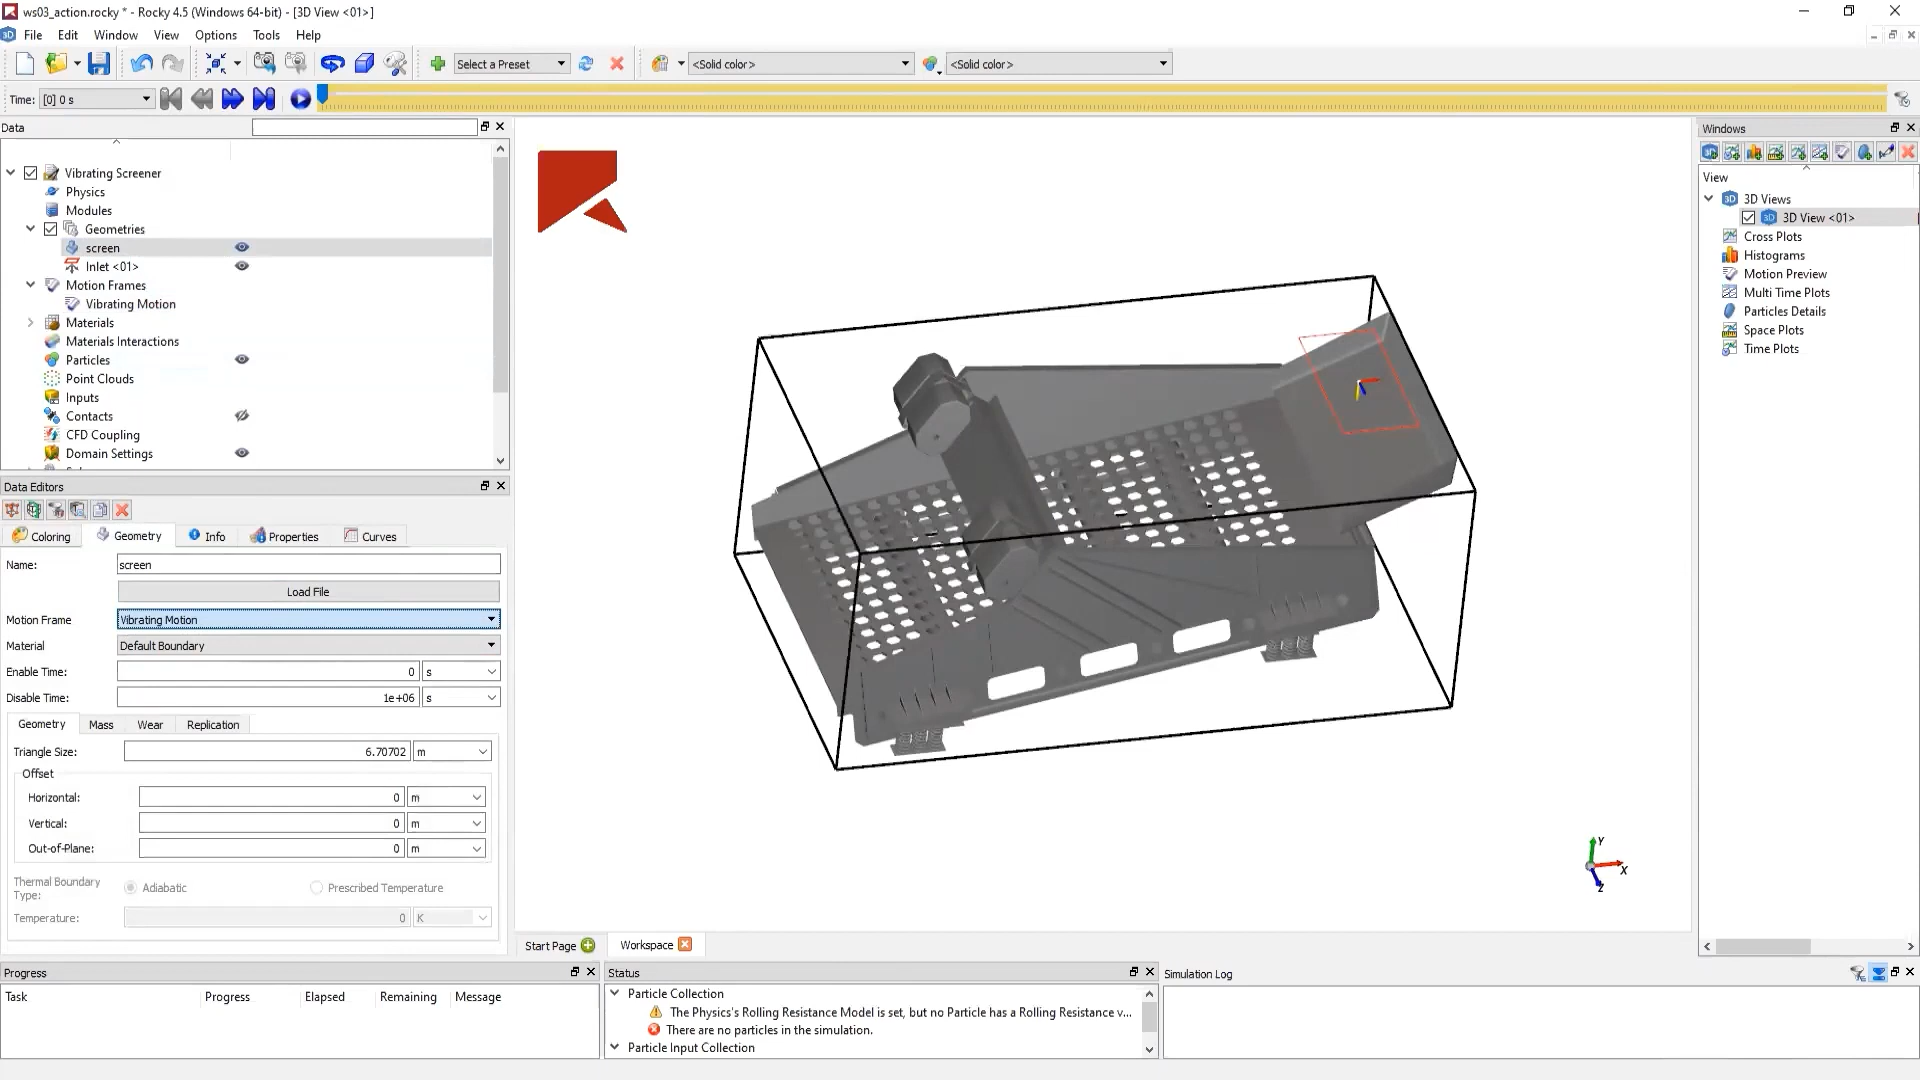 ws03_action.rocky * - Rocky 4.5 (Windows 64-bit) - [3D View <01>]
File Edit Window View Options Tools Help
Select a Preset <Solid color> <Solid color>
Time: [0] 0 s
Data
Vibrating Screener
Physics
Modules
Geometries
screen
Inlet <01>
Motion Frames
Vibrating Motion
Materials
Materials Interactions
Particles
Point Clouds
Inputs
Contacts
CFD Coupling
Domain Settings
Data Editors
Coloring Geometry Info Properties Curves
Name: screen
Load File
Motion Frame Vibrating Motion
Material Default Boundary
Enable Time: 0 s
Disable Time: 1e+06 s
Geometry Mass Wear Replication
Triangle Size: 6.70702 m
Offset
Horizontal: 0 m
Vertical: 0 m
Out-of-Plane: 0 m
Thermal Boundary
Type: Adiabatic Prescribed Temperature
Temperature: 0 K
Y
X
Z
Start Page Workspace
Windows
View
3D Views
3D View <01>
Cross Plots
Histograms
Motion Preview
Multi Time Plots
Particles Details
Space Plots
Time Plots
Progress
Task Progress Elapsed Remaining Message
Status
Particle Collection
The Physics's Rolling Resistance Model is set, but no Particle has a Rolling Resistance v...
There are no particles in the simulation.
Particle Input Collection
Simulation Log